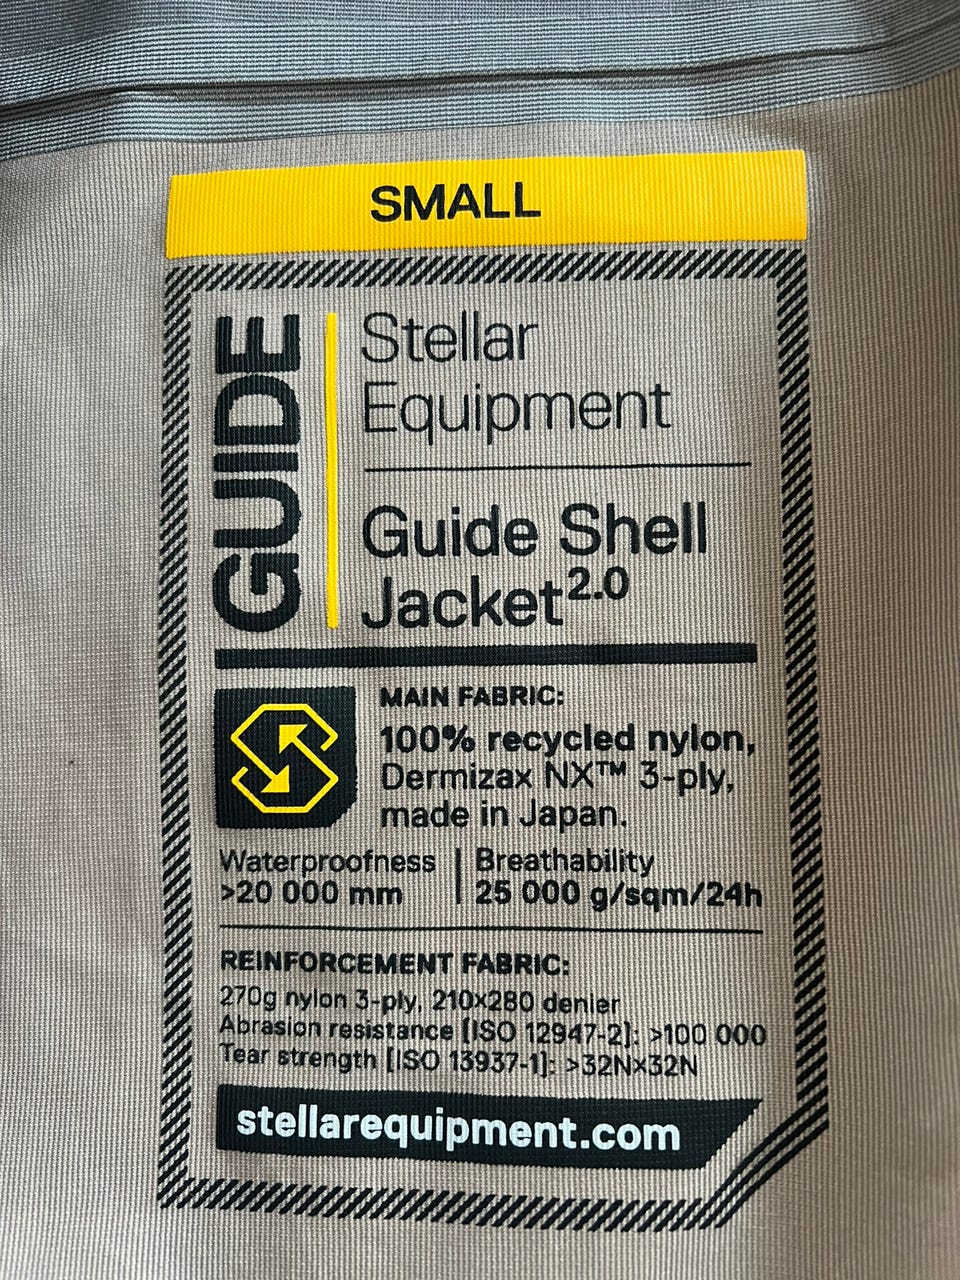 SMALL
GUIDE
Stellar
Equipment
Guide Shell
Jacket²·⁰
MAIN FABRIC:
100% recycled nylon,
Dermizax NX™ 3-ply,
made in Japan.
Waterproofness
>20 000 mm
Breathability
25 000 g/sqm/24h
REINFORCEMENT FABRIC:
270g nylon 3-ply, 210x280 denier
Abrasion resistance [ISO 12947-2]: >100 000
Tear strength [ISO 13937-1]: >32Nx32N
stellarequipment.com